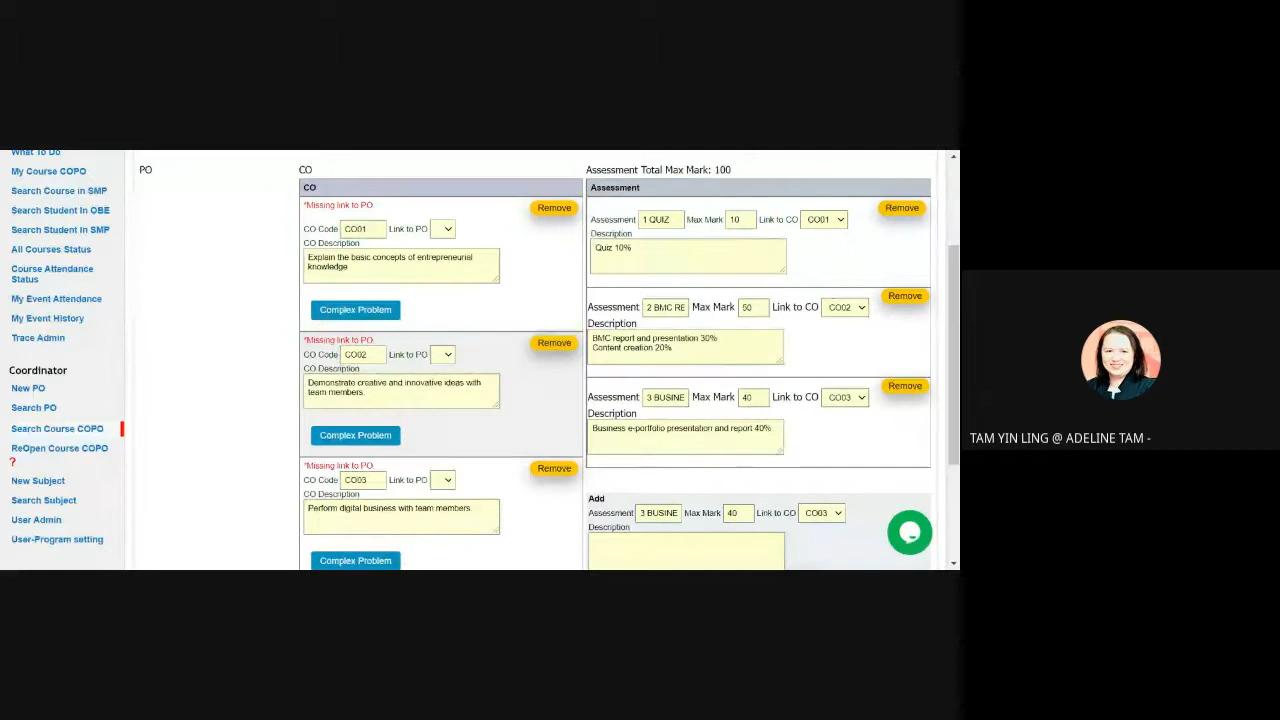 What To Do
My Course COPO
Search Course in SMP
Search Student In OBE
Search Student In SMP
All Courses Status
Course Attendance
Status
My Event Attendance
My Event History
Trace Admin
Coordinator
New PO
Search PO
Search Course COPO
ReOpen Course COPO
?
New Subject
Search Subject
User Admin
User-Program setting
PO
CO
CO
*Missing link to PO.
Remove
CO Code CO01 Link to PO
CO Description
Explain the basic concepts of entrepreneurial
knowledge
Complex Problem
*Missing link to PO.
Remove
CO Code CO02 Link to PO
CO Description
Demonstrate creative and innovative ideas with
team members.
Complex Problem
*Missing link to PO.
Remove
CO Code CO03 Link to PO
CO Description
Perform digital business with team members.
Complex Problem
Assessment Total Max Mark: 100
Assessment
Remove
Assessment 1 QUIZ Max Mark 10 Link to CO CO01
Description
Quiz 10%
Remove
Assessment 2 BMC RE Max Mark 50 Link to CO CO02
Description
BMC report and presentation 30%
Content creation 20%
Remove
Assessment 3 BUSINE Max Mark 40 Link to CO CO03
Description
Business e-portfolio presentation and report 40%
Add
Assessment 3 BUSINE Max Mark 40 Link to CO CO03
Description
TAM YIN LING @ ADELINE TAM -